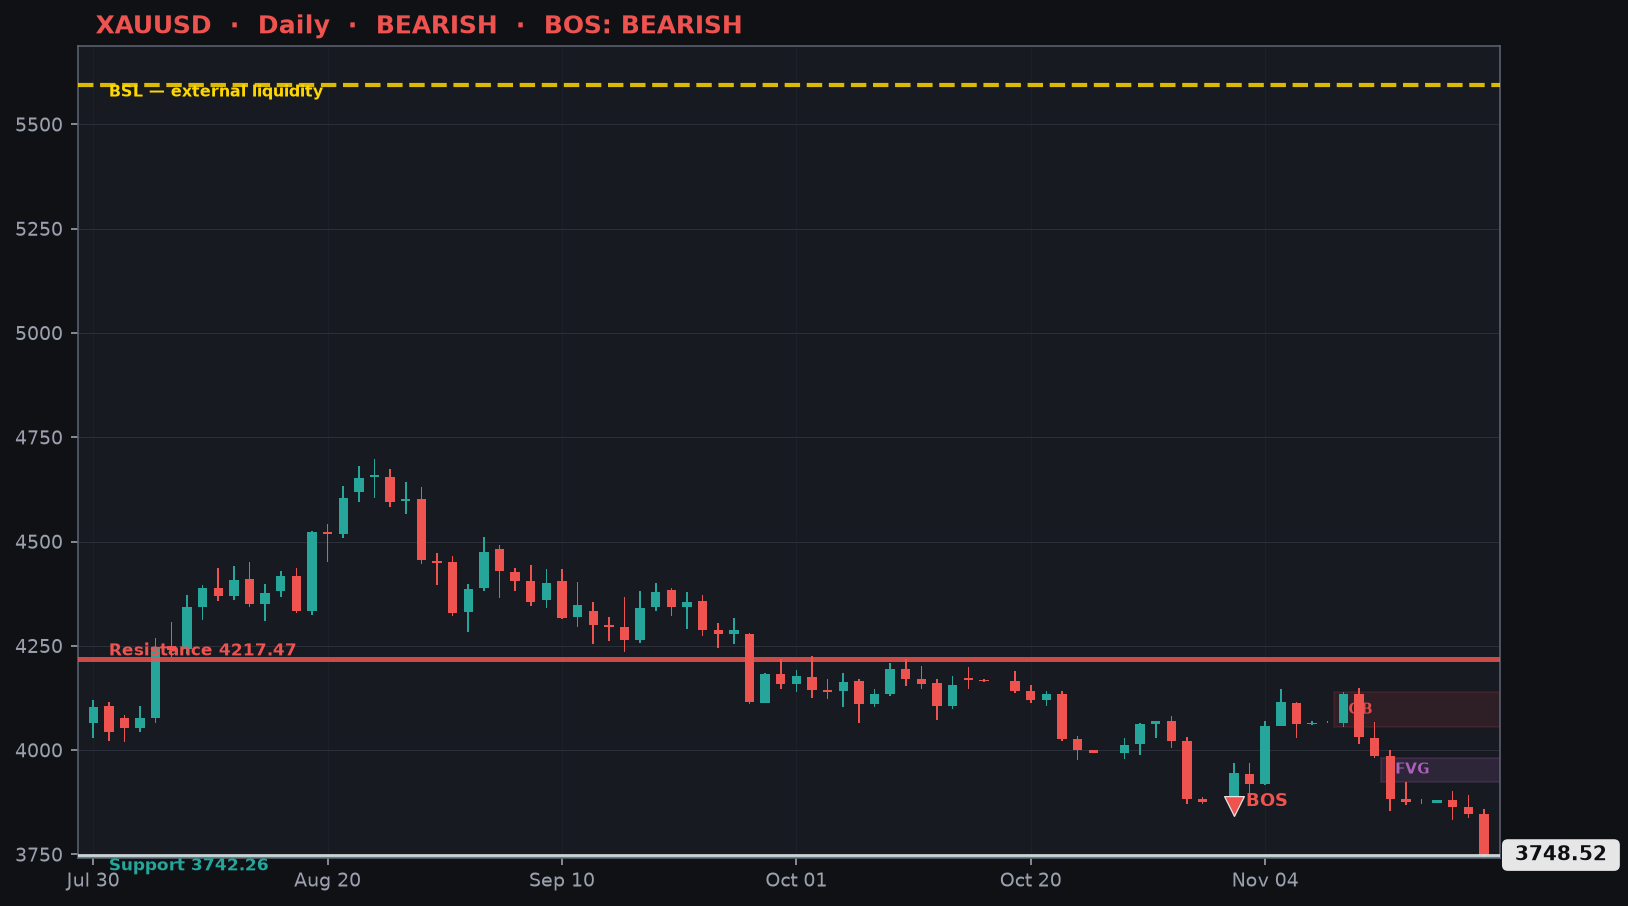 XAUUSD · Daily · BEARISH · BOS: BEARISH
BSL — external liquidity
5500
5250
5000
4750
4500
4250
4000
3750
Resistance 4217.47
OB
FVG
BOS
Support 3742.26
3748.52
Jul 30
Aug 20
Sep 10
Oct 01
Oct 20
Nov 04